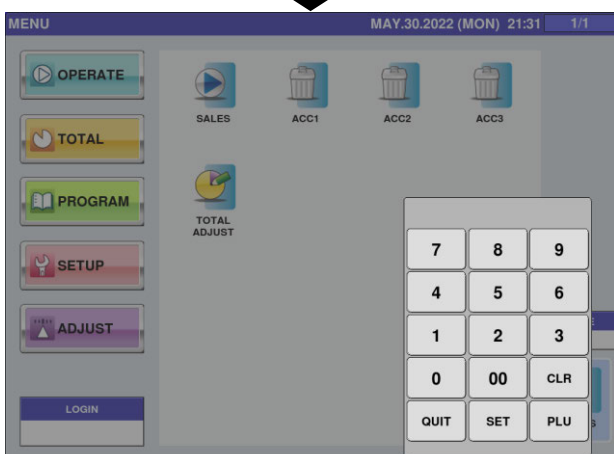 MENU MAY.30.2022 (MON) 21:31 1/1
OPERATE
TOTAL
PROGRAM
SETUP
ADJUST
LOGIN
SALES ACC1 ACC2 ACC3
TOTAL
ADJUST
7 8 9
4 5 6
1 2 3
0 00 CLR
QUIT SET PLU
E
S